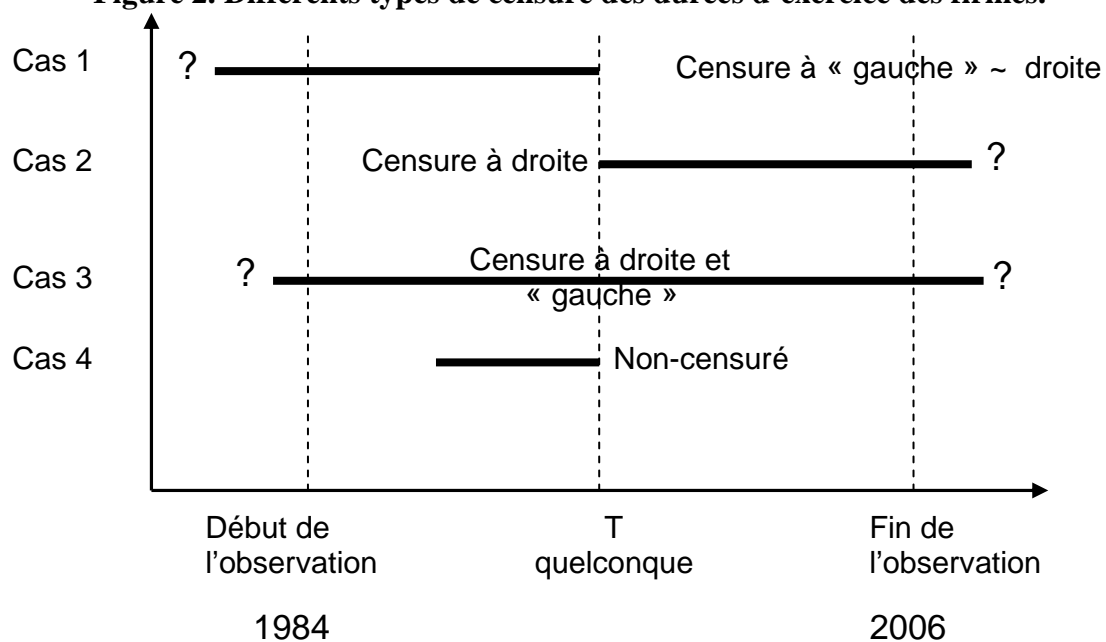 Figure 2. Différents types de censure des durées d'exercice des firmes.
Cas 1 ? Censure à « gauche » ~ droite
Cas 2 Censure à droite ?
Cas 3 ? Censure à droite et ?
« gauche »
Cas 4 Non-censuré
Début de T Fin de
l'observation quelconque l'observation
1984 2006